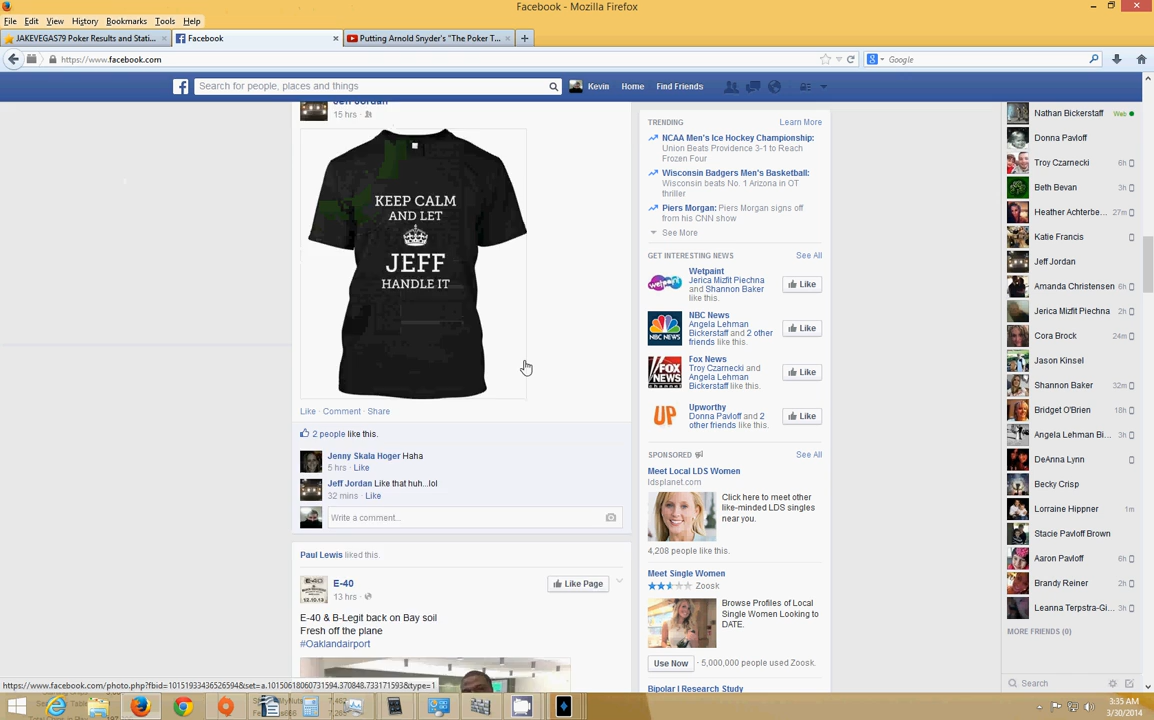 Facebook - Mozilla Firefox
File Edit View History Bookmarks Tools Help
JAKEVEGAS79 Poker Results and Stati... × Facebook × Putting Arnold Snyder's "The Poker T... × +
https://www.facebook.com Google
Search for people, places and things Kevin Home Find Friends
Jeff Jordan
15 hrs ·
KEEP CALM
AND LET
JEFF
HANDLE IT
Like · Comment · Share
2 people like this.
Jenny Skala Hoger Haha
5 hrs · Like
Jeff Jordan Like that huh...lol
32 mins · Like
Write a comment...
Paul Lewis liked this.
E-40
Like Page
13 hrs ·
E-40 & B-Legit back on Bay soil
Fresh off the plane
#Oaklandairport
TRENDING Learn More
NCAA Men's Ice Hockey Championship:
Union Beats Providence 3-1 to Reach
Frozen Four
Wisconsin Badgers Men's Basketball:
Wisconsin beats No. 1 Arizona in OT
thriller
Piers Morgan: Piers Morgan signs off
from his CNN show
See More
GET INTERESTING NEWS See All
Wetpaint
Jerica Mizfit Piechna
and Shannon Baker
like this.
Like
NBC News
Angela Lehman
Bickerstaff and 2 other
friends like this.
Like
Fox News
Troy Czarnecki and
Angela Lehman
Bickerstaff like this.
Like
Upworthy
Donna Pavloff and 2
other friends like this.
Like
SPONSORED See All
Meet Local LDS Women
ldsplanet.com
Click here to meet other
like-minded LDS singles
near you.
4,208 people like this.
Meet Single Women
Zoosk
Browse Profiles of Local
Single Women Looking to
DATE.
Use Now · 5,000,000 people used Zoosk.
Bipolar I Research Study
Nathan Bickerstaff Web
Donna Pavloff
Troy Czarnecki 6h
Beth Bevan 3h
Heather Achterbe... 27m
Katie Francis
Jeff Jordan
Amanda Christensen 6h
Jerica Mizfit Piechna 2h
Cora Brock 24m
Jason Kinsel
Shannon Baker 32m
Bridget O'Brien 18h
Angela Lehman Bi... 3h
DeAnna Lynn
Becky Crisp
Lorraine Hippner 1m
Stacie Pavloff Brown
Aaron Pavloff 6h
Brandy Reiner 2h
Leanna Terpstra-Gi... 3h
MORE FRIENDS (0)
Search
https://www.facebook.com/photo.php?fbid=10151933436526594&set=a.10150618060731594.370848.733171593&type=1
3:35 AM
3/30/2014